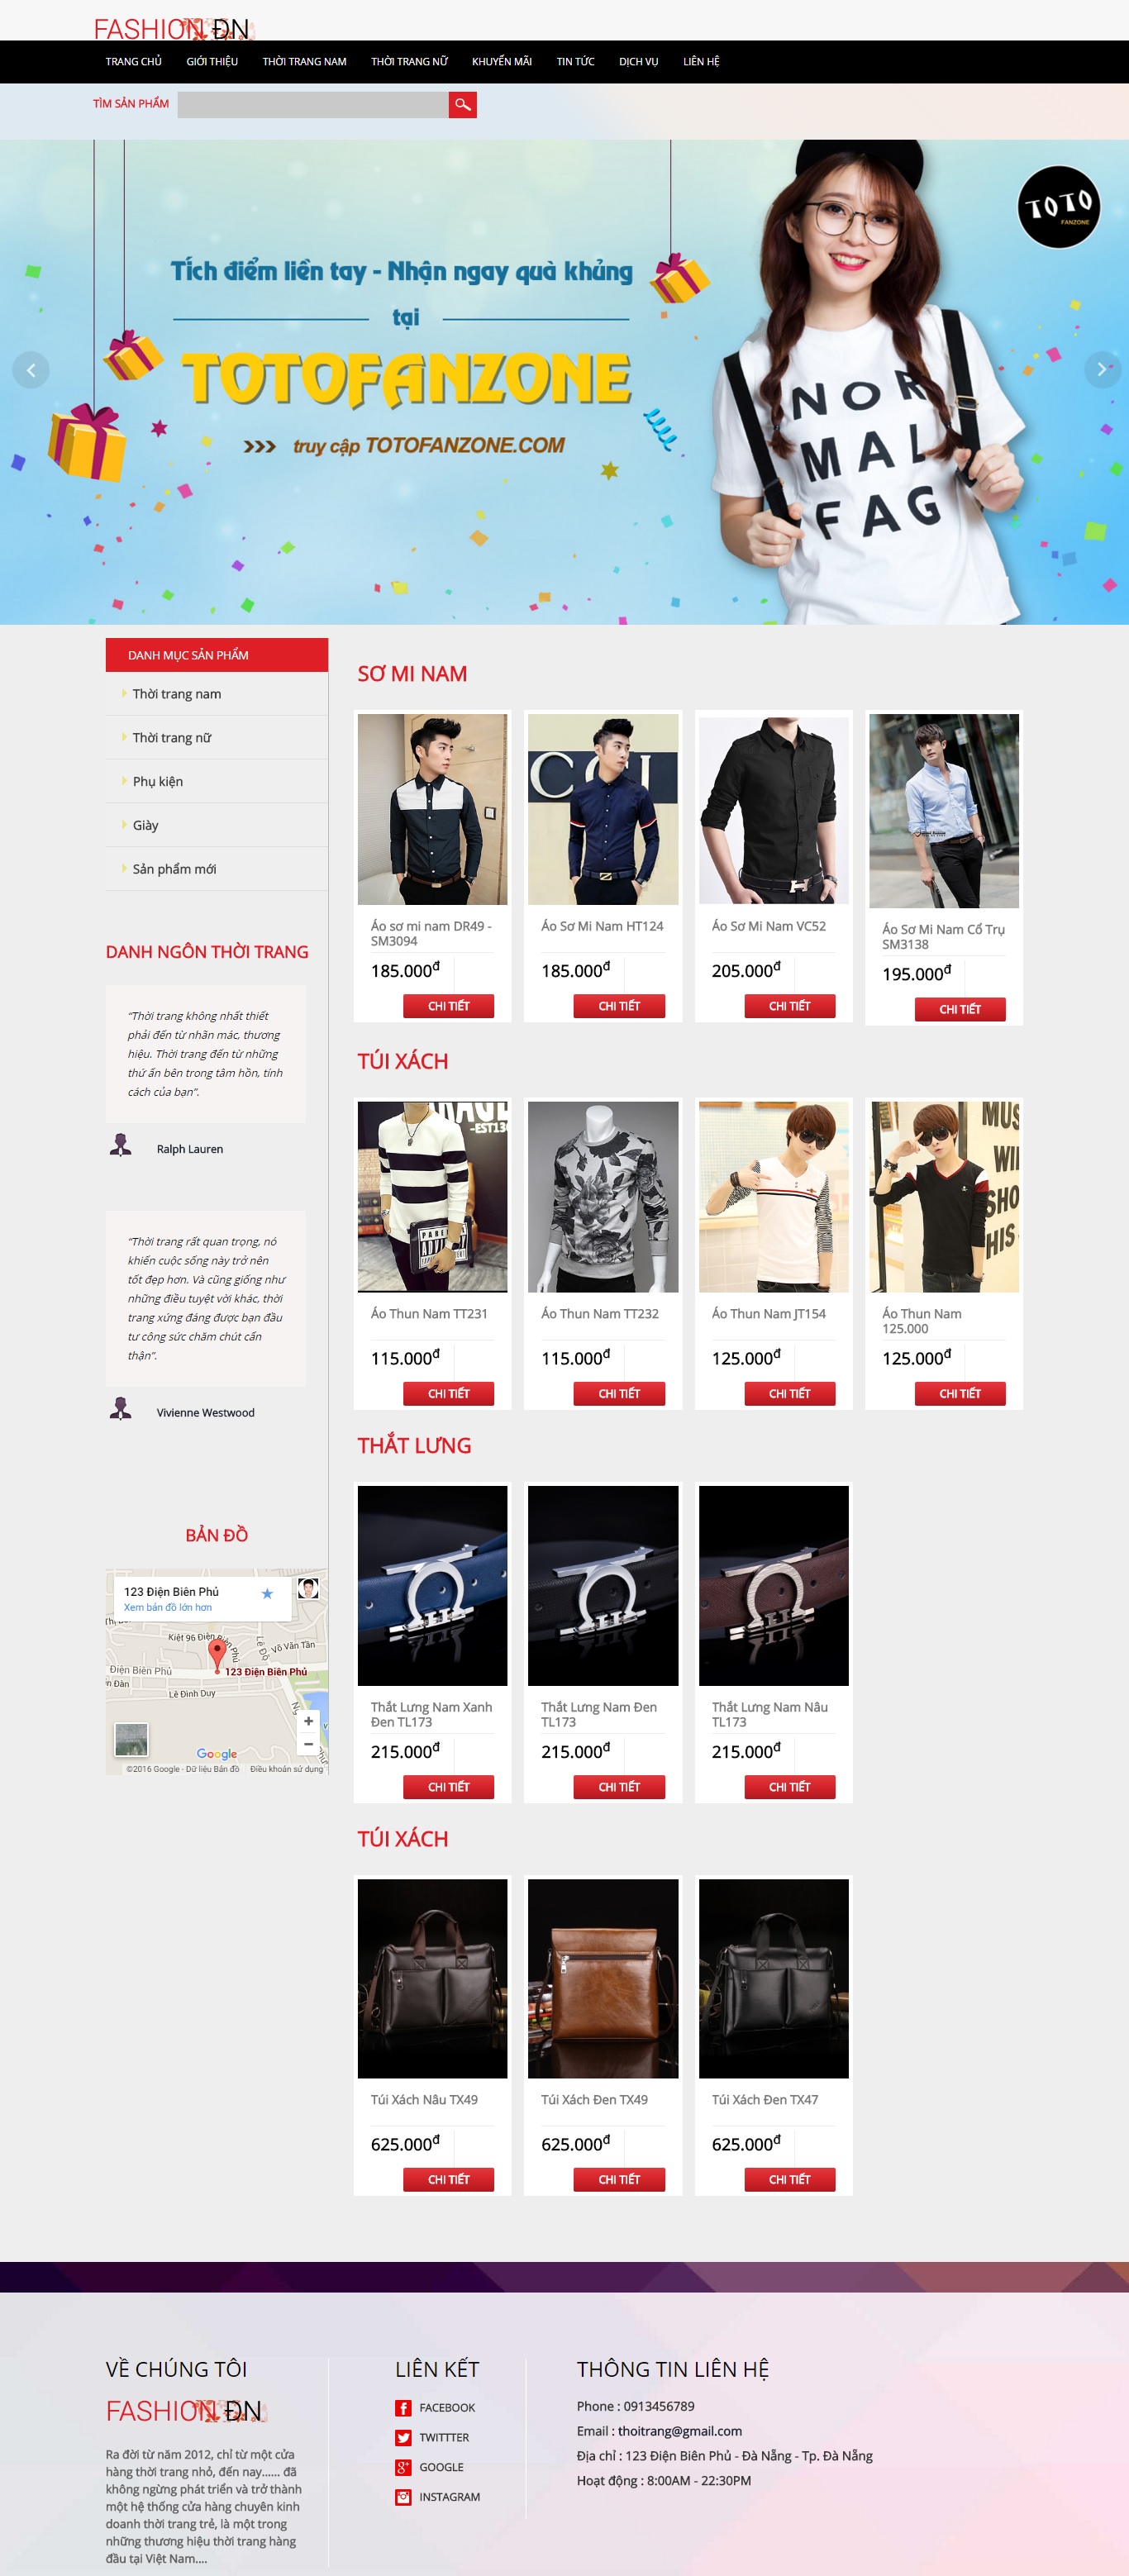 FASHION ĐN
TRANG CHỦ GIỚI THIỆU THỜI TRANG NAM THỜI TRANG NỮ KHUYẾN MÃI TIN TỨC DỊCH VỤ LIÊN HỆ
TÌM SẢN PHẨM
TOTO
FANZONE
Tích điểm liền tay - Nhận ngay quà khủng
tại
TOTOFANZONE
>>> truy cập TOTOFANZONE.COM
NOR
MAL
FAG
DANH MỤC SẢN PHẨM
Thời trang nam
Thời trang nữ
Phụ kiện
Giày
Sản phẩm mới
DANH NGÔN THỜI TRANG
“Thời trang không nhất thiết
phải đến từ nhãn mác, thương
hiệu. Thời trang đến từ những
thứ ẩn bên trong tâm hồn, tính
cách của bạn”.
Ralph Lauren
“Thời trang rất quan trọng, nó
khiến cuộc sống này trở nên
tốt đẹp hơn. Và cũng giống như
những điều tuyệt vời khác, thời
trang xứng đáng được bạn đầu
tư công sức chăm chút cẩn
thận”.
Vivienne Westwood
BẢN ĐỒ
123 Điện Biên Phủ
Xem bản đồ lớn hơn
Kiệt 96 Điện Biên Phủ
Lê Độ
Võ Văn Tần
Điện Biên Phủ
123 Điện Biên Phủ
Lê Đình Duy
Google
©2016 Google - Dữ liệu Bản đồ Điều khoản sử dụng
SƠ MI NAM
Áo sơ mi nam DR49 -
SM3094
185.000đ
CHI TIẾT
Áo Sơ Mi Nam HT124
185.000đ
CHI TIẾT
Áo Sơ Mi Nam VC52
205.000đ
CHI TIẾT
Áo Sơ Mi Nam Cổ Trụ
SM3138
195.000đ
CHI TIẾT
TÚI XÁCH
-EST136
PARENTAL
ADVISORY
Áo Thun Nam TT231
115.000đ
CHI TIẾT
Áo Thun Nam TT232
115.000đ
CHI TIẾT
Áo Thun Nam JT154
125.000đ
CHI TIẾT
MUS
WI
SHO
HIS
Áo Thun Nam
125.000
125.000đ
CHI TIẾT
THẮT LƯNG
Thắt Lưng Nam Xanh
Đen TL173
215.000đ
CHI TIẾT
Thắt Lưng Nam Đen
TL173
215.000đ
CHI TIẾT
Thắt Lưng Nam Nâu
TL173
215.000đ
CHI TIẾT
TÚI XÁCH
Túi Xách Nâu TX49
625.000đ
CHI TIẾT
Túi Xách Đen TX49
625.000đ
CHI TIẾT
Túi Xách Đen TX47
625.000đ
CHI TIẾT
VỀ CHÚNG TÔI
FASHION ĐN
Ra đời từ năm 2012, chỉ từ một cửa
hàng thời trang nhỏ, đến nay...... đã
không ngừng phát triển và trở thành
một hệ thống cửa hàng chuyên kinh
doanh thời trang trẻ, là một trong
những thương hiệu thời trang hàng
đầu tại Việt Nam....
LIÊN KẾT
FACEBOOK
TWITTTER
GOOGLE
INSTAGRAM
THÔNG TIN LIÊN HỆ
Phone : 0913456789
Email : thoitrang@gmail.com
Địa chỉ : 123 Điện Biên Phủ - Đà Nẵng - Tp. Đà Nẵng
Hoạt động : 8:00AM - 22:30PM